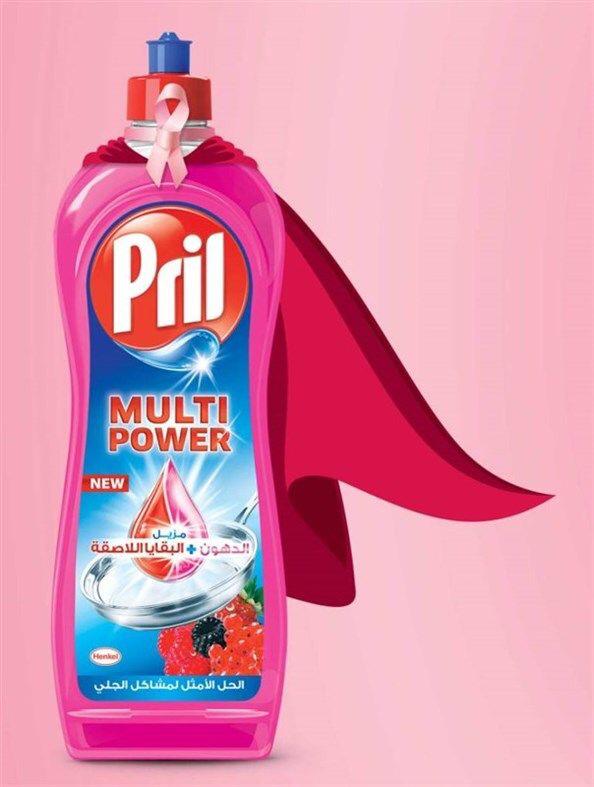 Pril
MULTI
POWER
NEW
مزيل
الدهون + البقايا اللاصقة
Henkel
الحل الأمثل لمشاكل الجلي